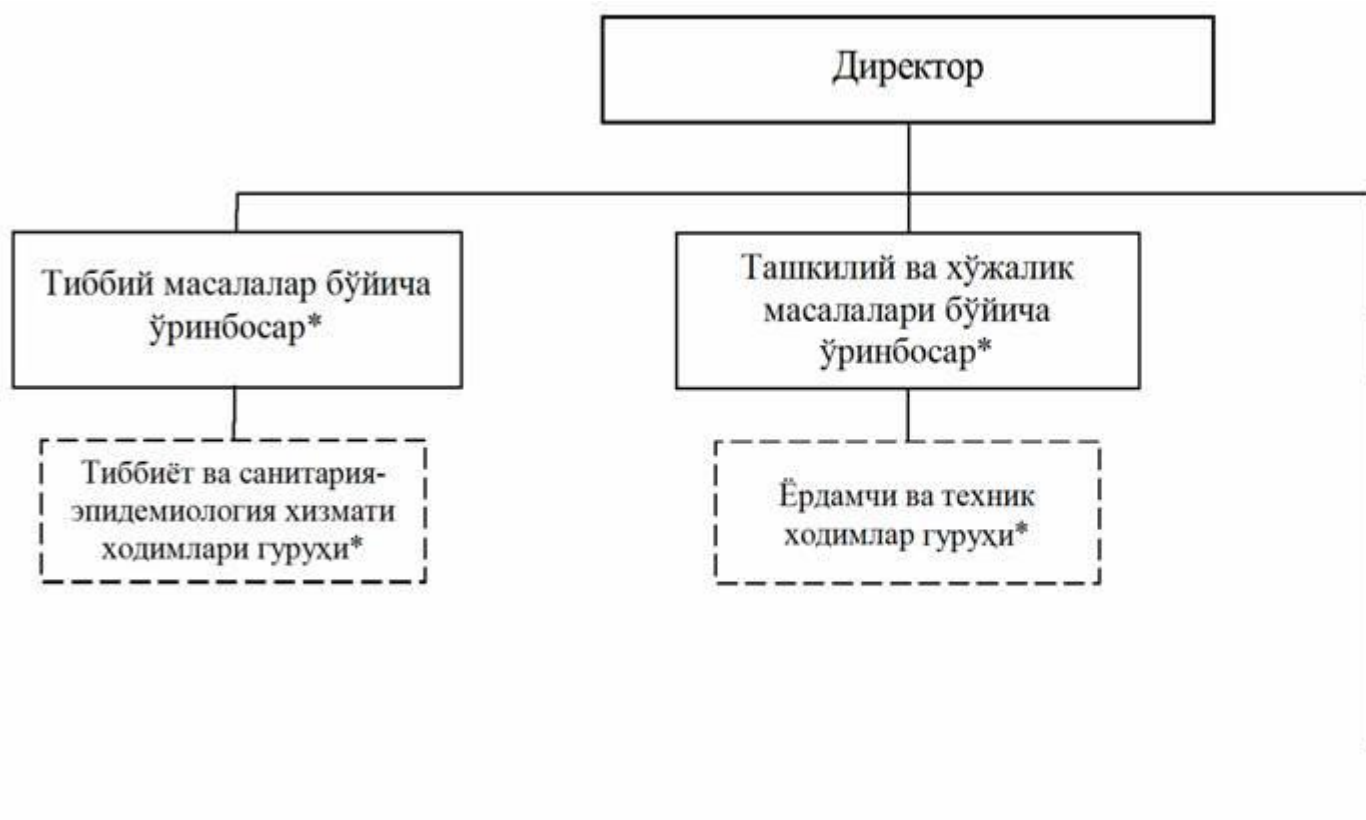 Директор
Тиббий масалалар бўйича
ўринбосар*
Ташкилий ва хўжалик
масалалари бўйича
ўринбосар*
Тиббиёт ва санитария-
эпидемиология хизмати
ходимлари гуруҳи*
Ёрдамчи ва техник
ходимлар гуруҳи*